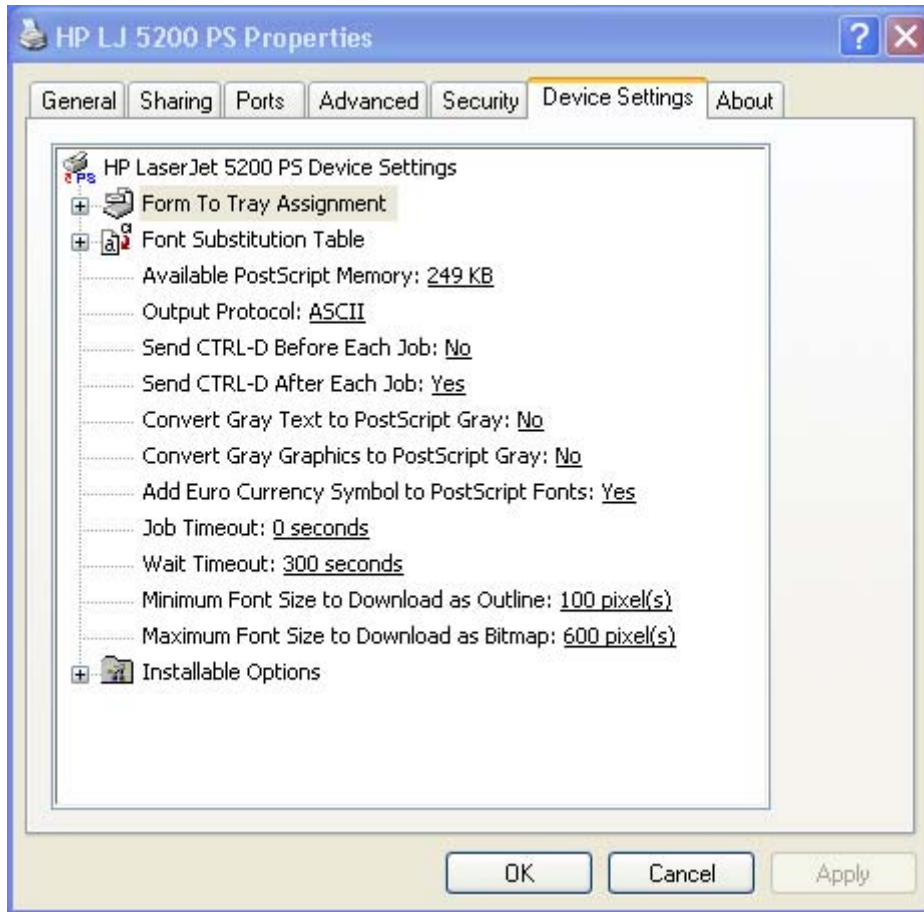 HP LJ 5200 PS Properties
General Sharing Ports Advanced Security Device Settings About
HP LaserJet 5200 PS Device Settings
Form To Tray Assignment
Font Substitution Table
Available PostScript Memory: 249 KB
Output Protocol: ASCII
Send CTRL-D Before Each Job: No
Send CTRL-D After Each Job: Yes
Convert Gray Text to PostScript Gray: No
Convert Gray Graphics to PostScript Gray: No
Add Euro Currency Symbol to PostScript Fonts: Yes
Job Timeout: 0 seconds
Wait Timeout: 300 seconds
Minimum Font Size to Download as Outline: 100 pixel(s)
Maximum Font Size to Download as Bitmap: 600 pixel(s)
Installable Options
OK Cancel Apply